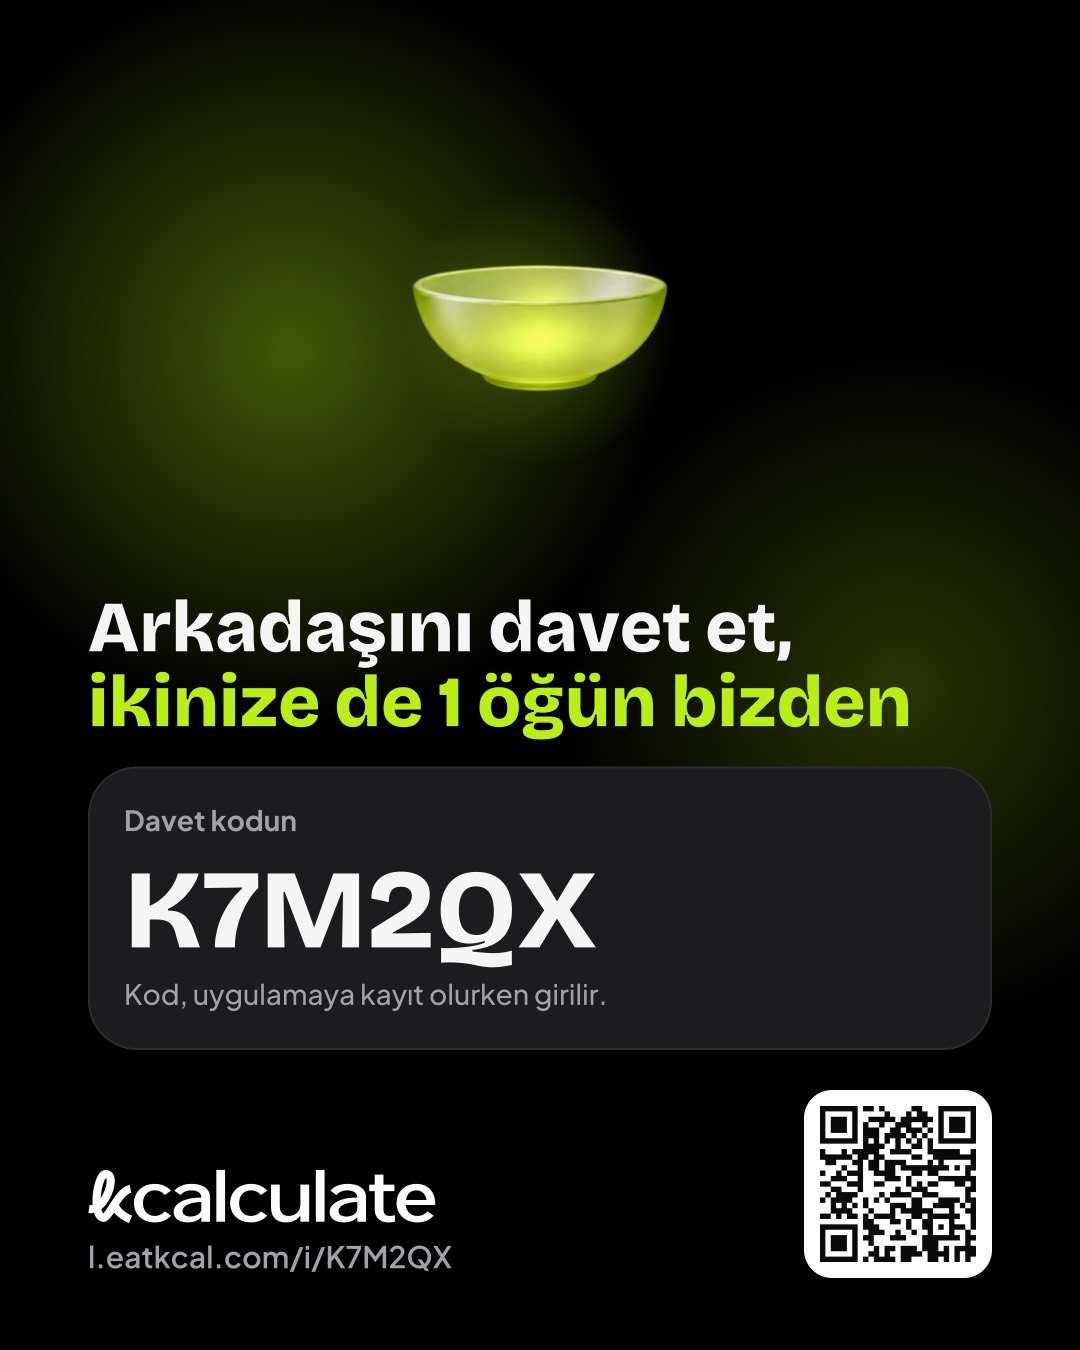 Arkadaşını davet et,
ikinize de 1 öğün bizden
Davet kodun
K7M2QX
Kod, uygulamaya kayıt olurken girilir.
kcalculate
l.eatkcal.com/i/K7M2QX